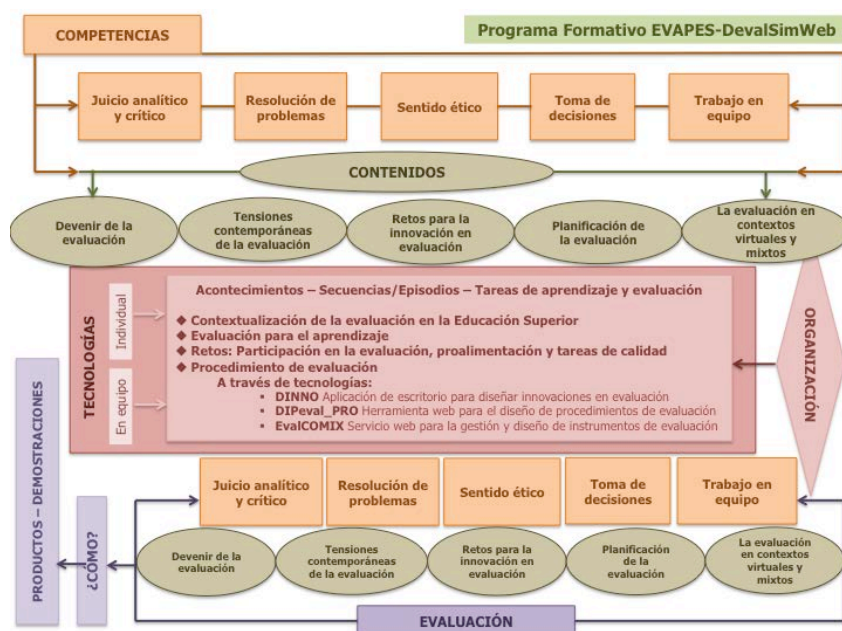 COMPETENCIAS
Programa Formativo EVAPES-DevalSimWeb
Juicio analítico
y crítico
Resolución de
problemas
Sentido ético
Toma de
decisiones
Trabajo en
equipo
CONTENIDOS
Devenir de la
evaluación
Tensiones
contemporáneas
de la evaluación
Retos para la
innovación en
evaluación
Planificación de
la evaluación
La evaluación en
contextos
virtuales y
mixtos
TECNOLOGÍAS
Individual
En equipo
Acontecimientos – Secuencias/Episodios – Tareas de aprendizaje y evaluación
◆ Contextualización de la evaluación en la Educación Superior
◆ Evaluación para el aprendizaje
◆ Retos: Participación en la evaluación, proalimentación y tareas de calidad
◆ Procedimiento de evaluación
A través de tecnologías:
▪ DINNO Aplicación de escritorio para diseñar innovaciones en evaluación
▪ DIPeval_PRO Herramienta web para el diseño de procedimientos de evaluación
▪ EvalCOMIX Servicio web para la gestión y diseño de instrumentos de evaluación
ORGANIZACIÓN
PRODUCTOS – DEMOSTRACIONES
¿CÓMO?
Juicio analítico
y crítico
Resolución de
problemas
Sentido ético
Toma de
decisiones
Trabajo en
equipo
Devenir de la
evaluación
Tensiones
contemporáneas
de la evaluación
Retos para la
innovación en
evaluación
Planificación
de la
evaluación
La evaluación
en contextos
virtuales y
mixtos
EVALUACIÓN